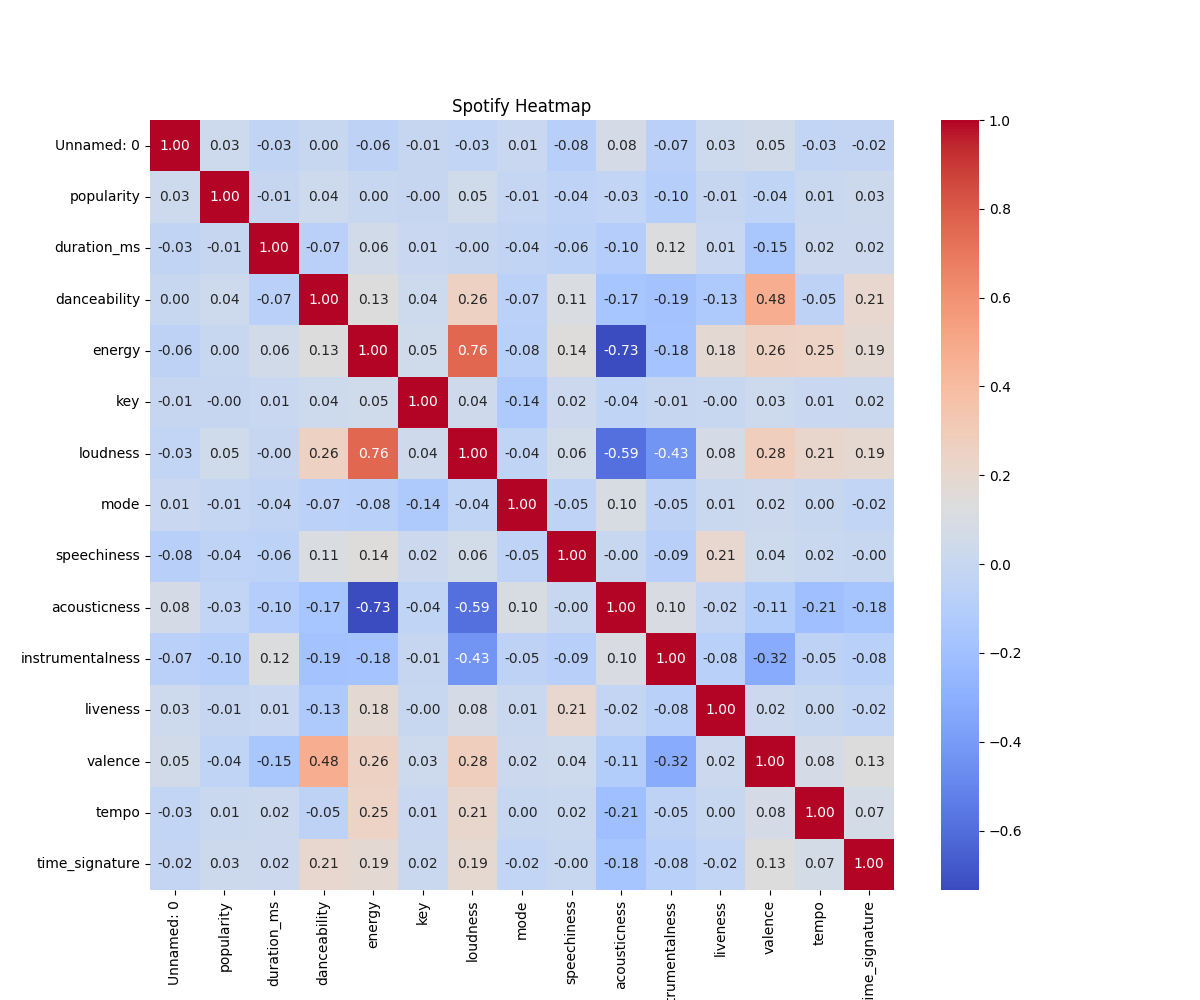 Spotify Heatmap
Unnamed: 0 1.00 0.03 -0.03 0.00 -0.06 -0.01 -0.03 0.01 -0.08 0.08 -0.07 0.03 0.05 -0.03 -0.02 1.0
popularity 0.03 1.00 -0.01 0.04 0.00 -0.00 0.05 -0.01 -0.04 -0.03 -0.10 -0.01 -0.04 0.01 0.03 0.8
duration_ms -0.03 -0.01 1.00 -0.07 0.06 0.01 -0.00 -0.04 -0.06 -0.10 0.12 0.01 -0.15 0.02 0.02
danceability 0.00 0.04 -0.07 1.00 0.13 0.04 0.26 -0.07 0.11 -0.17 -0.19 -0.13 0.48 -0.05 0.21 0.6
energy -0.06 0.00 0.06 0.13 1.00 0.05 0.76 -0.08 0.14 -0.73 -0.18 0.18 0.26 0.25 0.19 0.4
key -0.01 -0.00 0.01 0.04 0.05 1.00 0.04 -0.14 0.02 -0.04 -0.01 -0.00 0.03 0.01 0.02
loudness -0.03 0.05 -0.00 0.26 0.76 0.04 1.00 -0.04 0.06 -0.59 -0.43 0.08 0.28 0.21 0.19 0.2
mode 0.01 -0.01 -0.04 -0.07 -0.08 -0.14 -0.04 1.00 -0.05 0.10 -0.05 0.01 0.02 0.00 -0.02
speechiness -0.08 -0.04 -0.06 0.11 0.14 0.02 0.06 -0.05 1.00 -0.00 -0.09 0.21 0.04 0.02 -0.00 0.0
acousticness 0.08 -0.03 -0.10 -0.17 -0.73 -0.04 -0.59 0.10 -0.00 1.00 0.10 -0.02 -0.11 -0.21 -0.18
instrumentalness -0.07 -0.10 0.12 -0.19 -0.18 -0.01 -0.43 -0.05 -0.09 0.10 1.00 -0.08 -0.32 -0.05 -0.08 −0.2
liveness 0.03 -0.01 0.01 -0.13 0.18 -0.00 0.08 0.01 0.21 -0.02 -0.08 1.00 0.02 0.00 -0.02
valence 0.05 -0.04 -0.15 0.48 0.26 0.03 0.28 0.02 0.04 -0.11 -0.32 0.02 1.00 0.08 0.13 −0.4
tempo -0.03 0.01 0.02 -0.05 0.25 0.01 0.21 0.00 0.02 -0.21 -0.05 0.00 0.08 1.00 0.07 −0.6
time_signature -0.02 0.03 0.02 0.21 0.19 0.02 0.19 -0.02 -0.00 -0.18 -0.08 -0.02 0.13 0.07 1.00
Unnamed: 0
popularity
duration_ms
danceability
energy
key
loudness
mode
speechiness
acousticness
trumentalness
liveness
valence
tempo
ime_signature